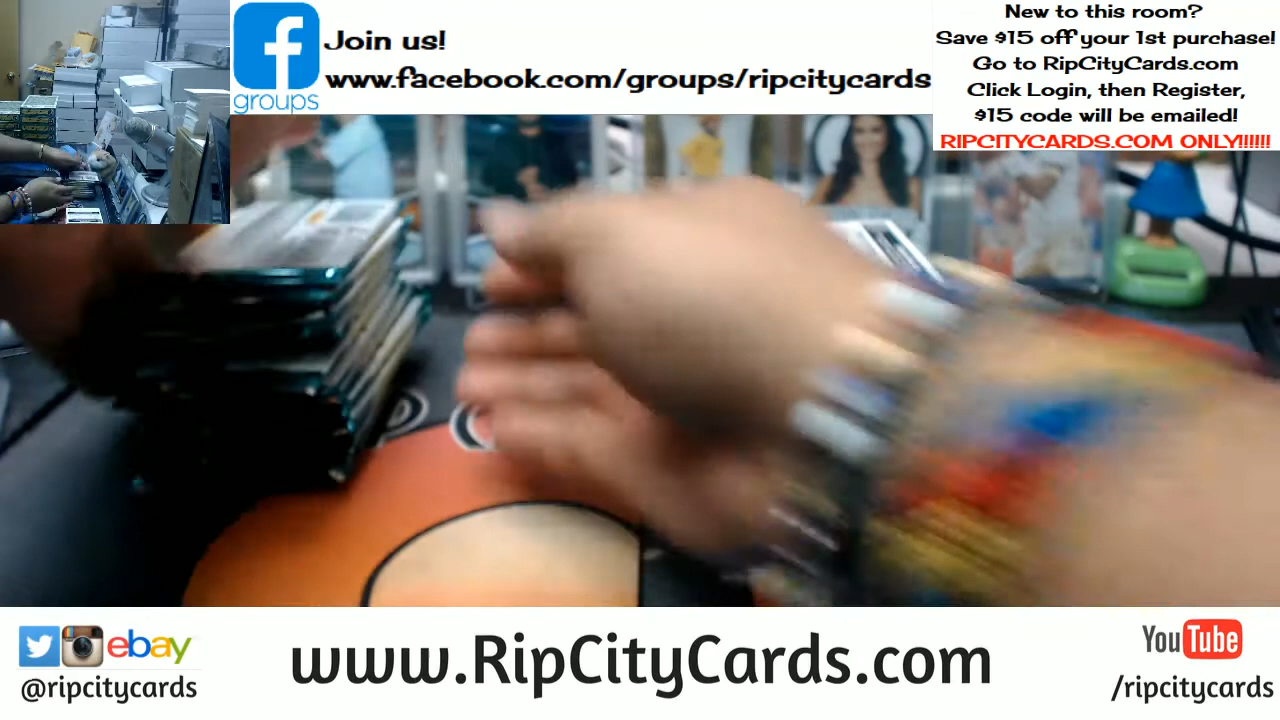 Join us!
www.facebook.com/groups/ripcitycards
groups
New to this room?
Save $15 off your 1st purchase!
Go to RipCityCards.com
Click Login, then Register,
$15 code will be emailed!
RIPCITYCARDS.COM ONLY!!!!!!
ebay
@ripcitycards
www.RipCityCards.com
YouTube
/ripcitycards